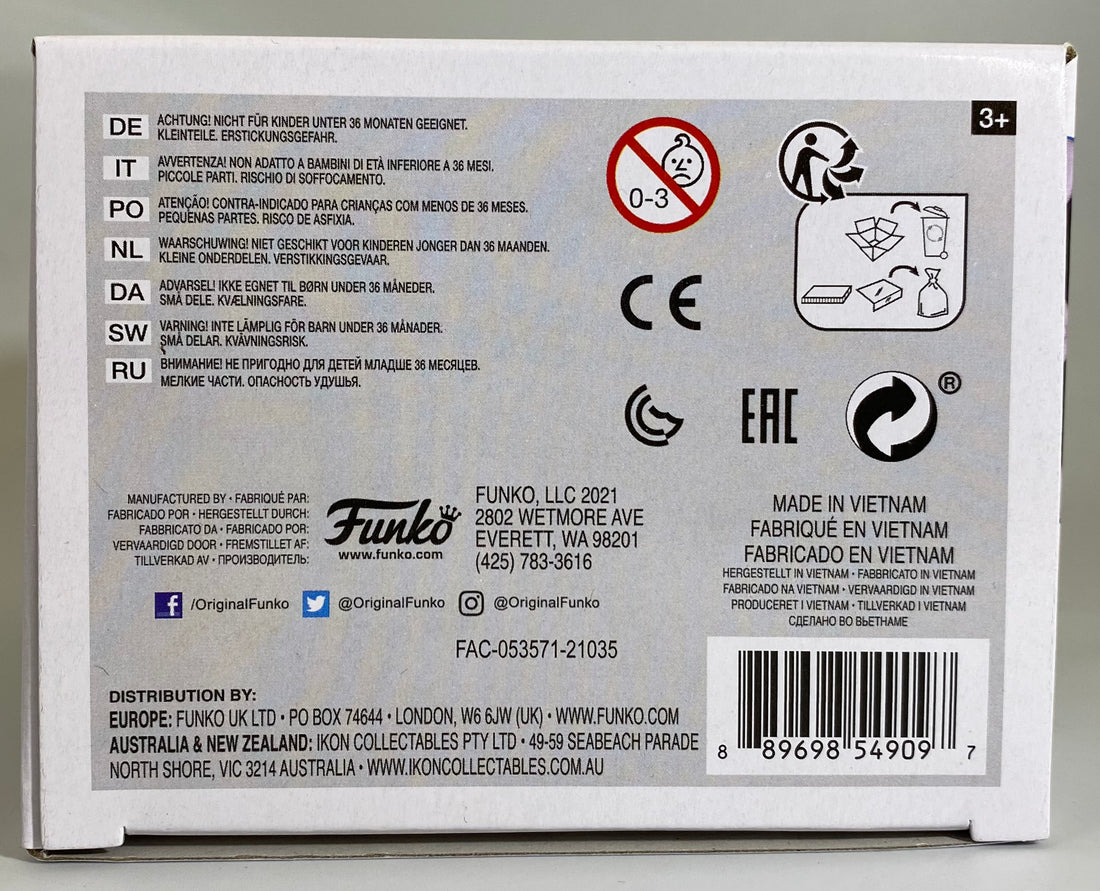 DE
ACHTUNG! NICHT FÜR KINDER UNTER 36 MONATEN GEEIGNET.
KLEINTEILE. ERSTICKUNGSGEFAHR.
IT
AVVERTENZA! NON ADATTO A BAMBINI DI ETÀ INFERIORE A 36 MESI.
PICCOLE PARTI. RISCHIO DI SOFFOCAMENTO.
PO
ATENÇÃO! CONTRA-INDICADO PARA CRIANÇAS COM MENOS DE 36 MESES.
PEQUENAS PARTES. RISCO DE ASFIXIA.
NL
WAARSCHUWING! NIET GESCHIKT VOOR KINDEREN JONGER DAN 36 MAANDEN.
KLEINE ONDERDELEN. VERSTIKKINGSGEVAAR.
DA
ADVARSEL! IKKE EGNET TIL BØRN UNDER 36 MÅNEDER.
SMÅ DELE. KVÆLNINGSFARE.
SW
VARNING! INTE LÄMPLIG FÖR BARN UNDER 36 MÅNADER.
SMÅ DELAR. KVÄVNINGSRISK.
RU
ВНИМАНИЕ! НЕ ПРИГОДНО ДЛЯ ДЕТЕЙ МЛАДШЕ 36 МЕСЯЦЕВ.
МЕЛКИЕ ЧАСТИ. ОПАСНОСТЬ УДУШЬЯ.
0-3
3+
CE
EAC
®
MANUFACTURED BY • FABRIQUÉ PAR:
FABRICADO POR • HERGESTELLT DURCH:
FABBRICATO DA • FABRICADO POR:
VERVAARDIGD DOOR • FREMSTILLET AF:
TILLVERKAD AV • ПРОИЗВОДИТЕЛЬ:
Funko
www.funko.com
FUNKO, LLC 2021
2802 WETMORE AVE
EVERETT, WA 98201
(425) 783-3616
/OriginalFunko
@OriginalFunko
@OriginalFunko
FAC-053571-21035
MADE IN VIETNAM
FABRIQUÉ EN VIETNAM
FABRICADO EN VIETNAM
HERGESTELLT IN VIETNAM • FABBRICATO IN VIETNAM
FABRICADO NA VIETNAM • VERVAARDIGD IN VIETNAM
PRODUCERET I VIETNAM • TILLVERKAD I VIETNAM
СДЕЛАНО ВО ВЬЕТНАМЕ
DISTRIBUTION BY:
EUROPE: FUNKO UK LTD • PO BOX 74644 • LONDON, W6 6JW (UK) • WWW.FUNKO.COM
AUSTRALIA & NEW ZEALAND: IKON COLLECTABLES PTY LTD • 49-59 SEABEACH PARADE
NORTH SHORE, VIC 3214 AUSTRALIA • WWW.IKONCOLLECTABLES.COM.AU
8 89698 54909 7